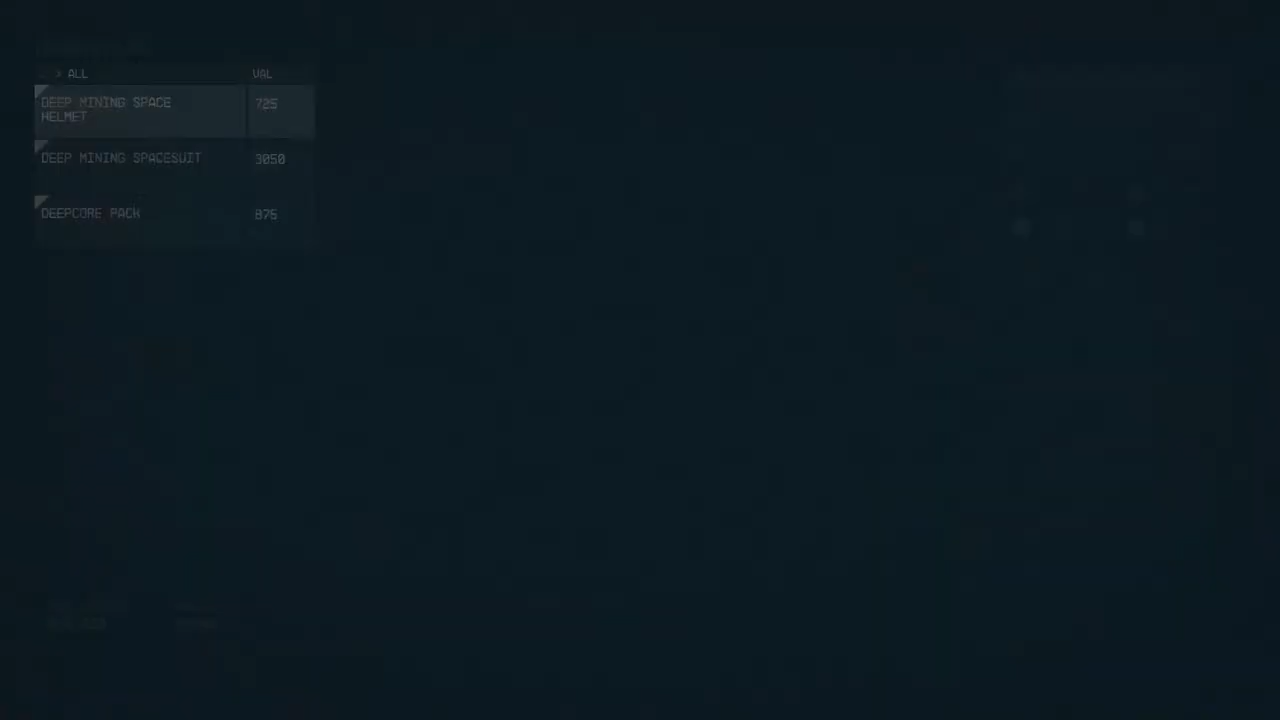 > ALL VAL
DEEP MINING SPACE
HELMET 725
DEEP MINING SPACESUIT 3050
DEEPCORE PACK 875